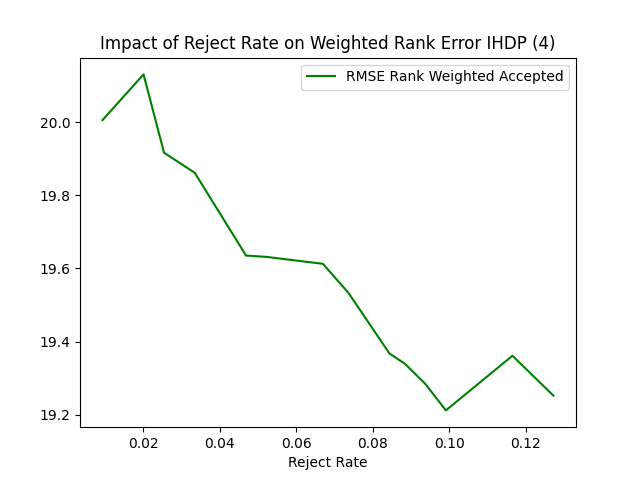 Impact of Reject Rate on Weighted Rank Error IHDP (4)
RMSE Rank Weighted Accepted
20.0
19.8
19.6
19.4
19.2
0.02 0.04 0.06 0.08 0.10 0.12
Reject Rate